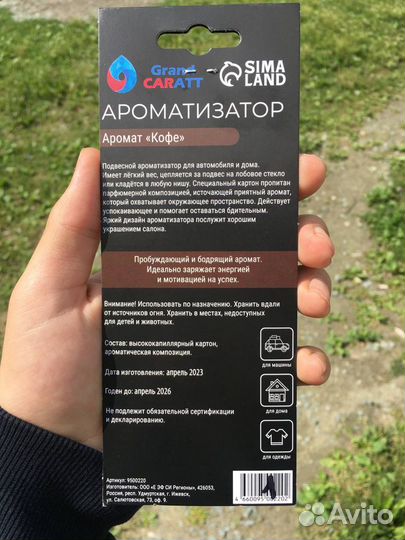 Grand
CARATT
SIMA
LAND
АРОМАТИЗАТОР
Аромат «Кофе»
Подвесной ароматизатор для автомобиля и дома.
Имеет лёгкий вес, цепляется за подвес на лобовое стекло
или кладётся в любую нишу. Специальный картон пропитан
парфюмерной композицией, источающей приятный аромат,
который охватывает окружающее пространство. Действует
успокаивающее и помогает оставаться бдительным.
Яркий дизайн ароматизатора послужит хорошим
украшением салона.
Пробуждающий и бодрящий аромат.
Идеально заряжает энергией
и мотивацией на успех.
Внимание! Использовать по назначению. Хранить вдали
от источников огня. Хранить в местах, недоступных
для детей и животных.
Состав: высококапиллярный картон,
ароматическая композиция.
для машины
Дата изготовления: апрель 2023
Годен до: апрель 2026
для дома
Не подлежит обязательной сертификации
и декларированию.
для одежды
Артикул: 9500220
Изготовитель: ООО «Е ЭФ СИ Регионы», 426053,
Россия, респ. Удмуртская, г. Ижевск,
ул. Салютовская, 73, оф. 9.
Avito